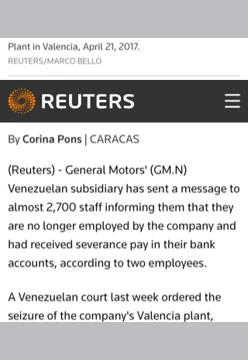 Plant in Valencia, April 21, 2017.
REUTERS/MARCO BELLO
REUTERS
By Corina Pons | CARACAS
(Reuters) - General Motors' (GM.N)
Venezuelan subsidiary has sent a message to
almost 2,700 staff informing them that they
are no longer employed by the company and
had received severance pay in their bank
accounts, according to two employees.
A Venezuelan court last week ordered the
seizure of the company's Valencia plant,